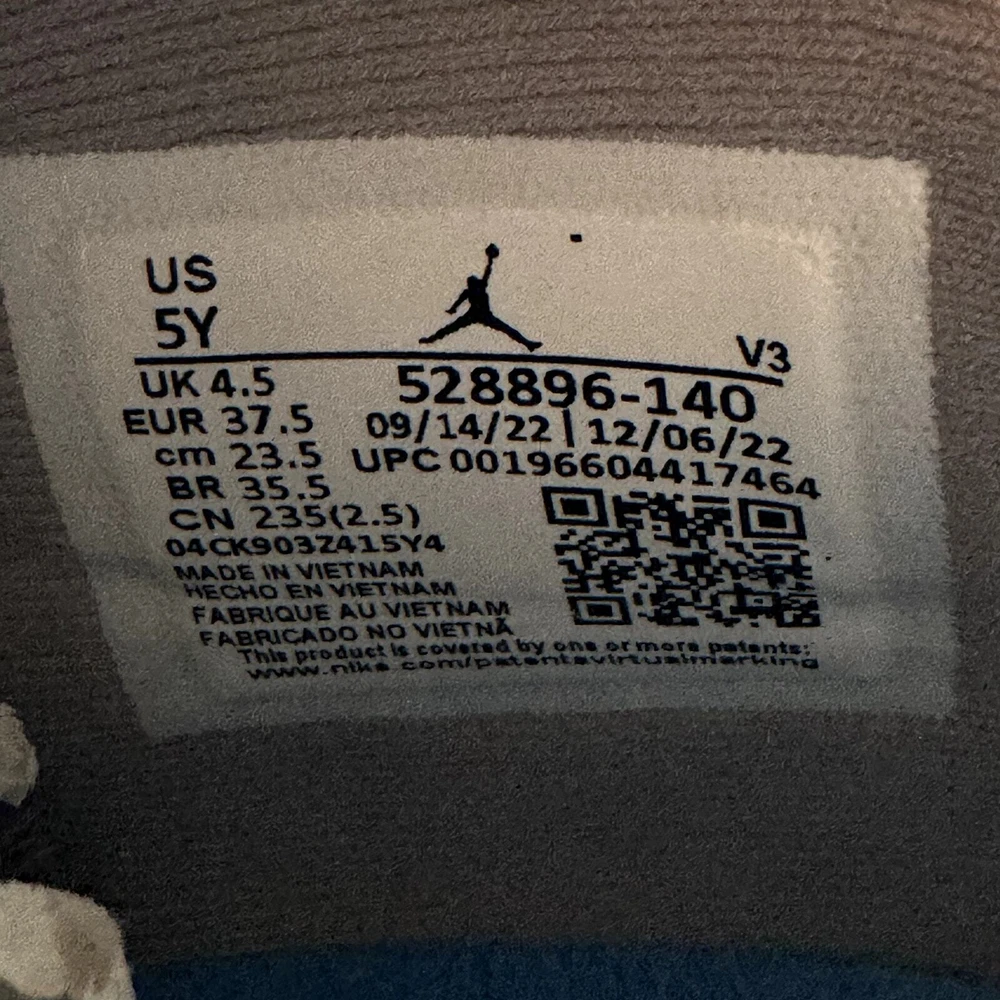 US
5Y
V3
UK 4.5
528896-140
EUR 37.5
09/14/22 | 12/06/22
cm 23.5
UPC 00196604417464
BR 35.5
CN 235(2.5)
04CK903Z415Y4
MADE IN VIETNAM
HECHO EN VIETNAM
FABRIQUE AU VIETNAM
FABRICADO NO VIETNÃ
This product is covered by one or more patents:
www.nike.com/patentsvirtualmarking